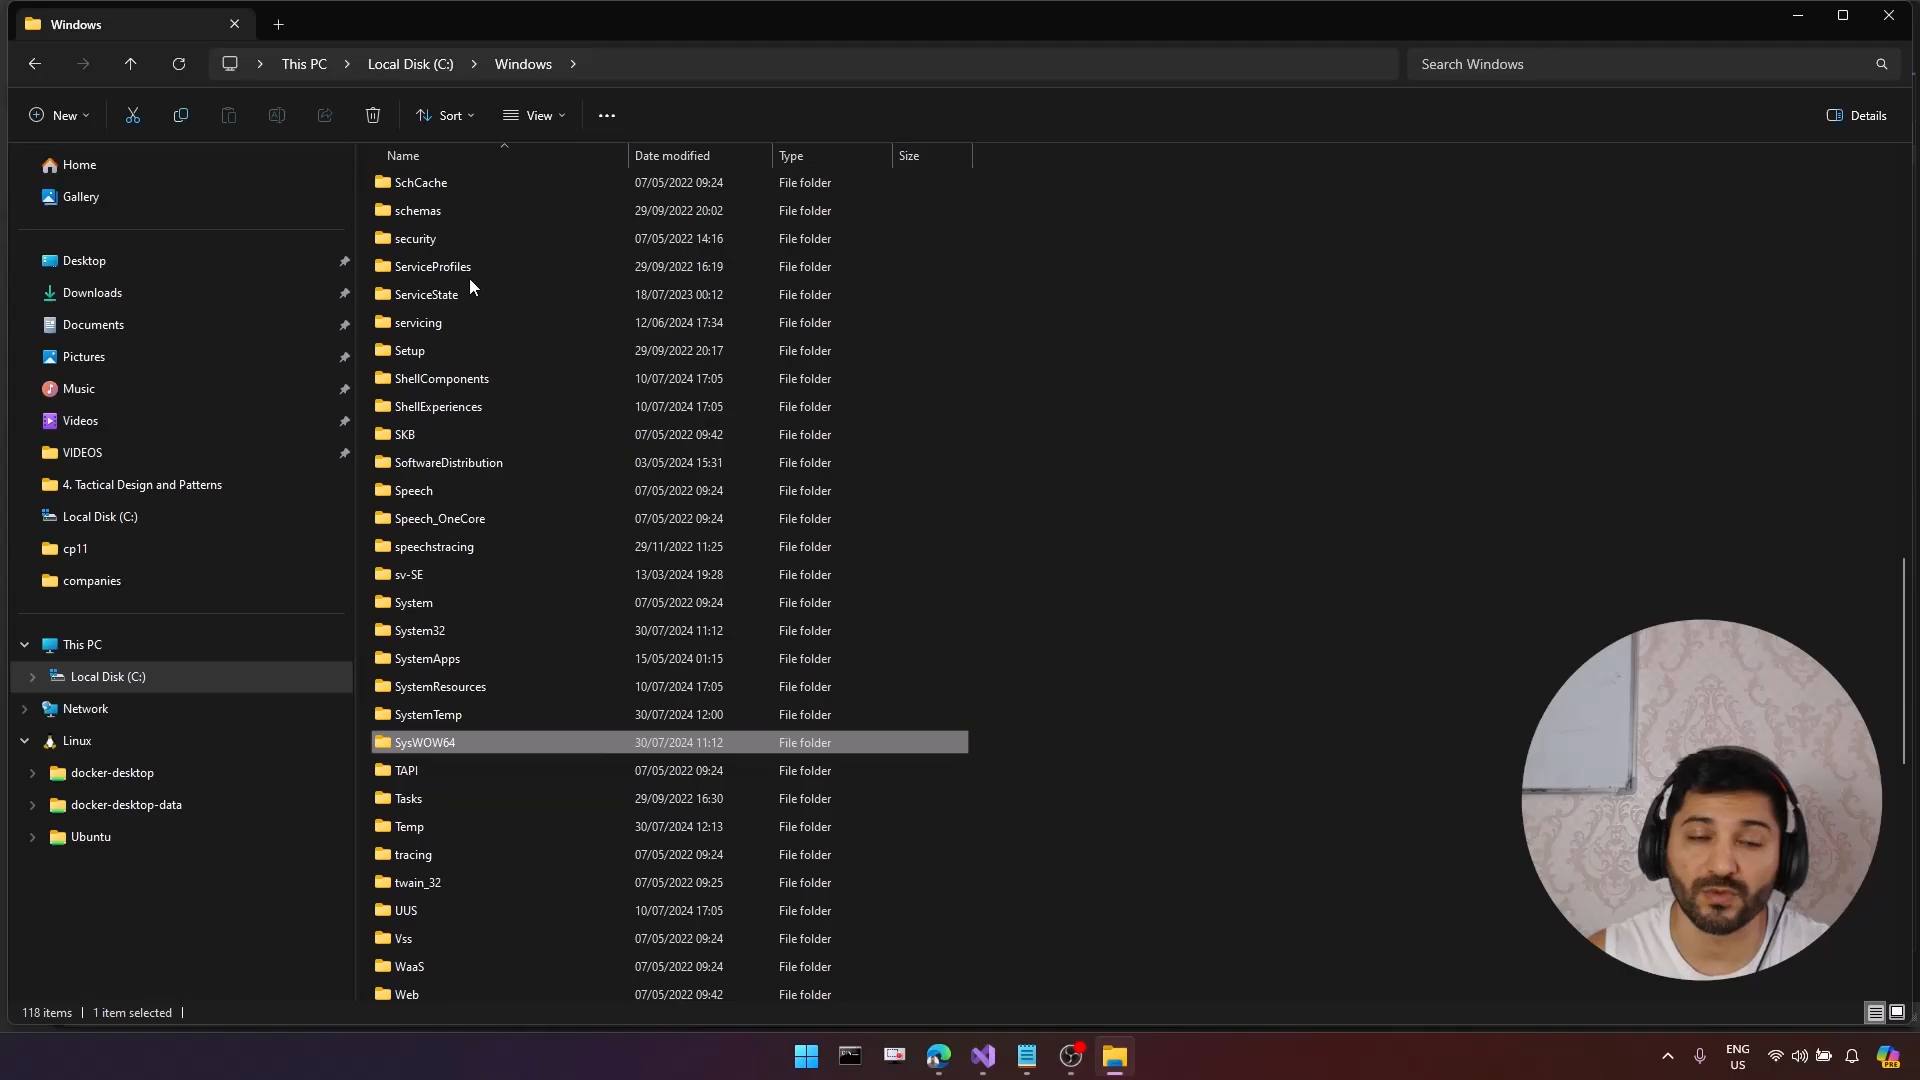 Windows
This PC
Local Disk (C:)
Windows
Search Windows
New
Sort
View
Details
Name
Date modified
Type
Size
Home
Gallery
Desktop
Downloads
Documents
Pictures
Music
Videos
VIDEOS
4. Tactical Design and Patterns
Local Disk (C:)
cp11
companies
This PC
Local Disk (C:)
Network
Linux
docker-desktop
docker-desktop-data
Ubuntu
SchCache 07/05/2022 09:24 File folder
schemas 29/09/2022 20:02 File folder
security 07/05/2022 14:16 File folder
ServiceProfiles 29/09/2022 16:19 File folder
ServiceState 18/07/2023 00:12 File folder
servicing 12/06/2024 17:34 File folder
Setup 29/09/2022 20:17 File folder
ShellComponents 10/07/2024 17:05 File folder
ShellExperiences 10/07/2024 17:05 File folder
SKB 07/05/2022 09:42 File folder
SoftwareDistribution 03/05/2024 15:31 File folder
Speech 07/05/2022 09:24 File folder
Speech_OneCore 07/05/2022 09:24 File folder
speechstracing 29/11/2022 11:25 File folder
sv-SE 13/03/2024 19:28 File folder
System 07/05/2022 09:24 File folder
System32 30/07/2024 11:12 File folder
SystemApps 15/05/2024 01:15 File folder
SystemResources 10/07/2024 17:05 File folder
SystemTemp 30/07/2024 12:00 File folder
SysWOW64 30/07/2024 11:12 File folder
TAPI 07/05/2022 09:24 File folder
Tasks 29/09/2022 16:30 File folder
Temp 30/07/2024 12:13 File folder
tracing 07/05/2022 09:24 File folder
twain_32 07/05/2022 09:25 File folder
UUS 10/07/2024 17:05 File folder
Vss 07/05/2022 09:24 File folder
WaaS 07/05/2022 09:24 File folder
Web 07/05/2022 09:42 File folder
118 items
1 item selected
ENG
US
PRE